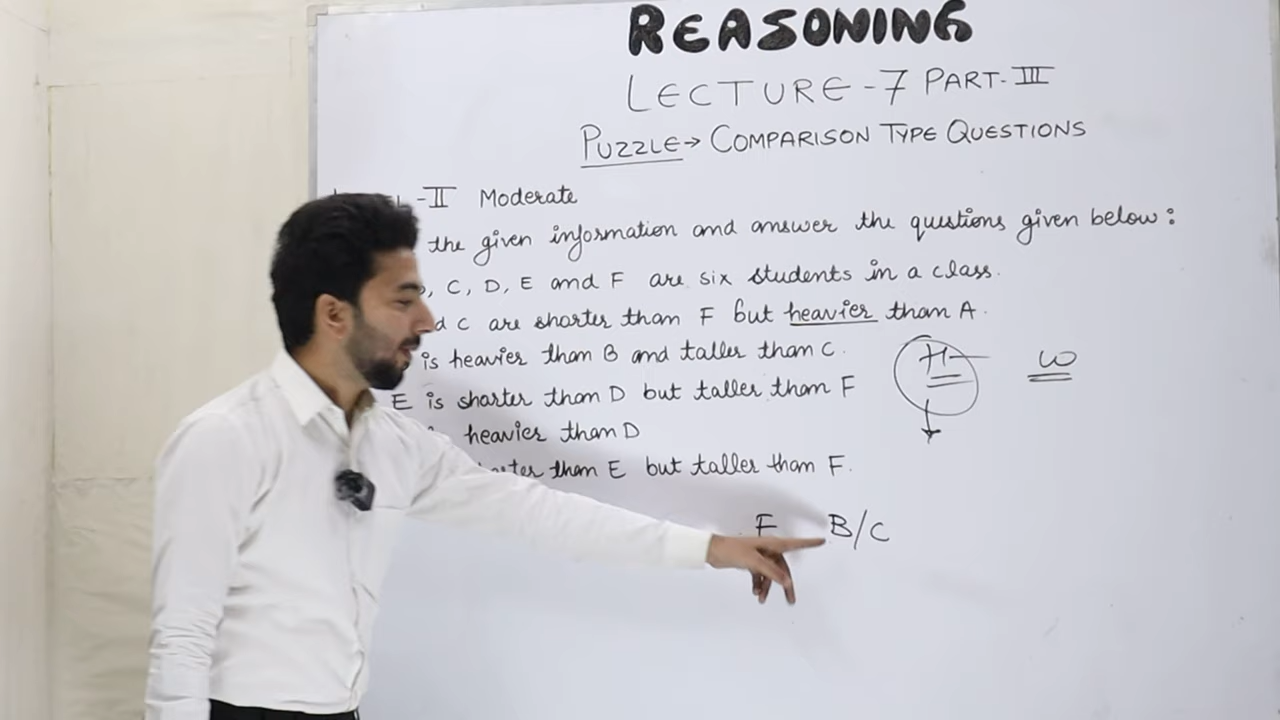 REASONING
LECTURE-7 PART-III
PUZZLE→ COMPARISON TYPE QUESTIONS
-II Moderate
the given information and answer the questions given below:
, C, D, E and F are six students in a class.
d C are shorter than F but heavier than A.
is heavier than B and taller than C.
H
W
E is shorter than D but taller than F
heavier than D
than E but taller than F.
F B/C